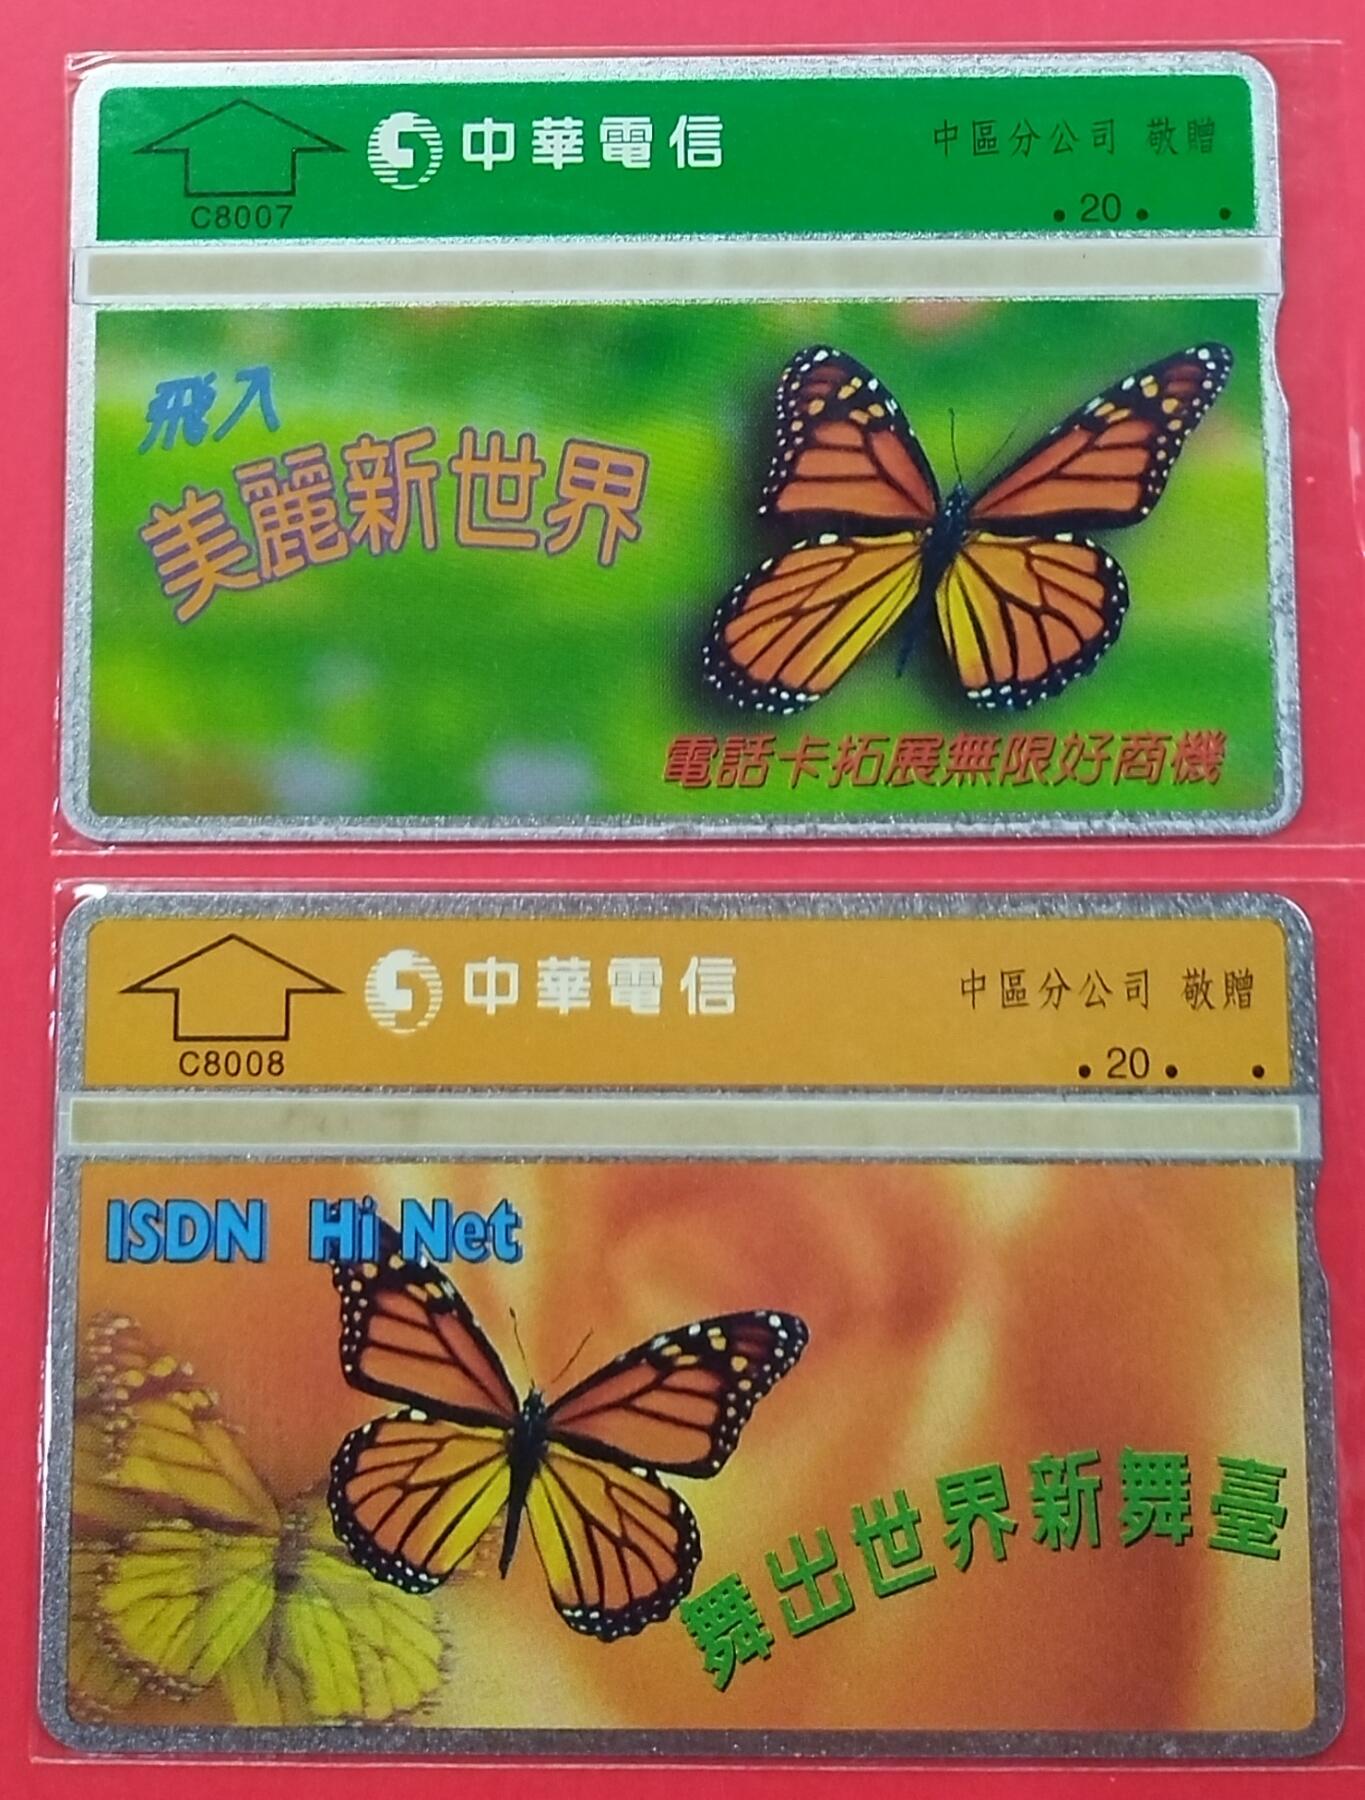 中華電信
中區分公司 敬贈
C8007
20
飛入
美麗新世界
電話卡拓展無限好商機
中華電信
中區分公司 敬贈
C8008
20
ISDN Hi Net
舞出世界新舞臺